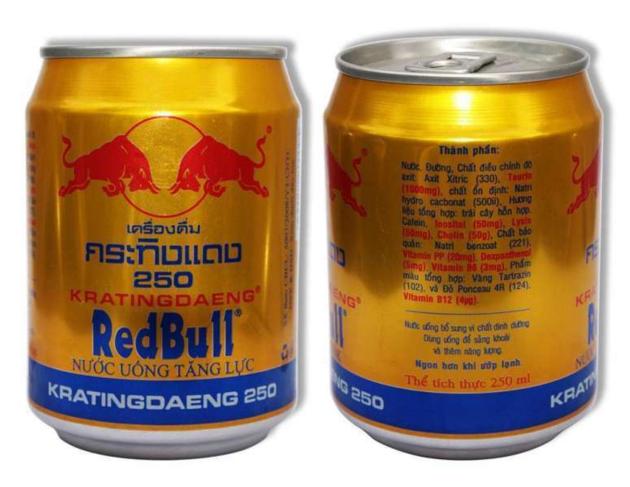 เครื่องดื่ม
กระทิงแดง
250
KRATINGDAENG®
RedBull®
NƯỚC UỐNG TĂNG LỰC
KRATINGDAENG 250
Thành phần:
Nước, Đường, Chất điều chỉnh độ
axit: Axit Xitric (330), Taurin
(1000mg), chất ổn định: Natri
hydro cacbonat (500ii), Hương
liệu tổng hợp: trái cây hỗn hợp,
Cafein, Inositol (50mg), Lysin
(50mg), Cholin (50g), Chất bảo
quản: Natri benzoat (221),
Vitamin PP (20mg), Dexpanthenol
(5mg), Vitamin B6 (3mg), Phẩm
màu tổng hợp: Vàng Tartrazin
(102), và Đỏ Ponceau 4R (124),
Vitamin B12 (4µg).
Nước uống bổ sung vi chất dinh dưỡng
Dùng uống để sảng khoái
và thêm năng lượng.
Ngon hơn khi ướp lạnh
Thể tích thực 250 ml
NG 250
KRATIN